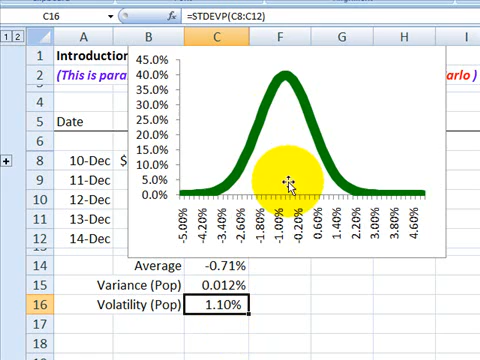 C16 fx =STDEVP(C8:C12)
1 2 A B C D E F G H I
1 Introduction
2 (This is para arlo )
4
5 Date
6
8 10-Dec $
9 11-Dec
10 12-Dec
11 13-Dec
12 14-Dec
45.0%
40.0%
35.0%
30.0%
25.0%
20.0%
15.0%
10.0%
5.0%
0.0%
-5.00% -4.20% -3.40% -2.60% -1.80% -1.00% -0.20% 0.60% 1.40% 2.20% 3.00% 3.80% 4.60%
14 Average -0.71%
15 Variance (Pop) 0.012%
16 Volatility (Pop) 1.10%
17
18
19